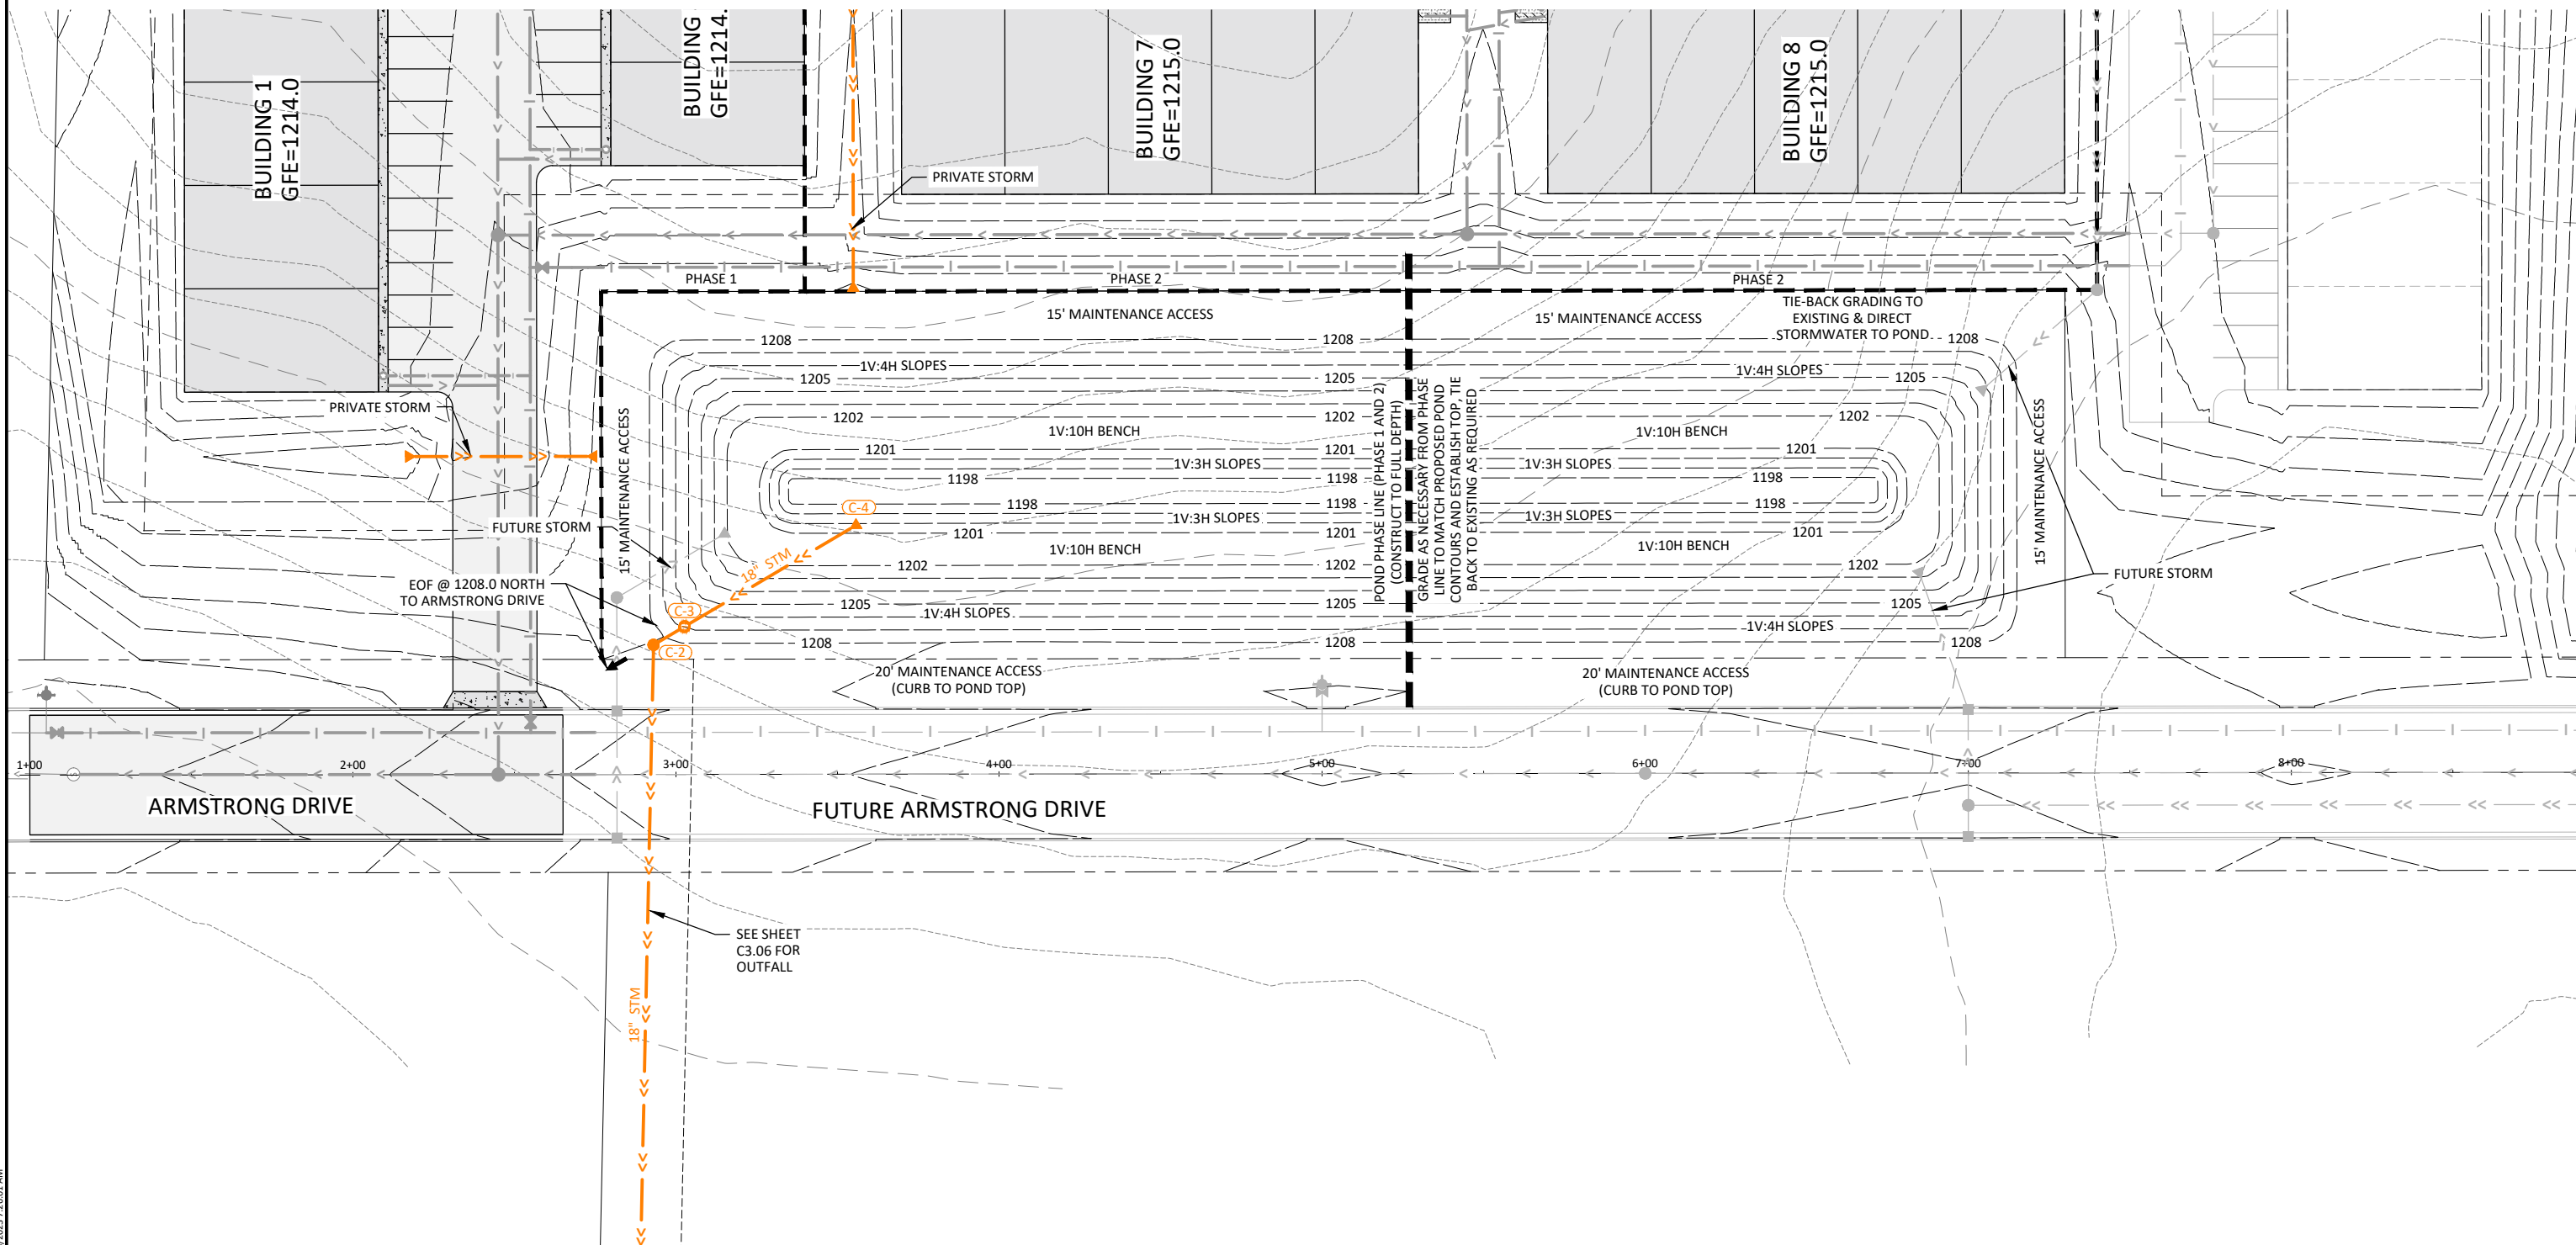 BUILDING 1
GFE=1214.0
BUILDING
GFE=1214.
BUILDING 7
GFE=1215.0
BUILDING 8
GFE=1215.0
PRIVATE STORM
PHASE 1
PHASE 2
PHASE 2
15' MAINTENANCE ACCESS
15' MAINTENANCE ACCESS
TIE-BACK GRADING TO
EXISTING & DIRECT
STORMWATER TO POND
1208
1208
1208
1V:4H SLOPES
1V:4H SLOPES
1205
1205
1205
PRIVATE STORM
1202
1202
1202
1V:10H BENCH
1V:10H BENCH
1201
1201
1201
1V:3H SLOPES
1V:3H SLOPES
1198
1198
1198
1198
1198
1198
C-4
1V:3H SLOPES
1V:3H SLOPES
1201
1201
1201
1V:10H BENCH
1V:10H BENCH
1202
1202
1202
1205
1205
1205
1V:4H SLOPES
1V:4H SLOPES
1208
1208
1208
15' MAINTENANCE ACCESS
POND PHASE LINE (PHASE 1 AND 2)
(CONSTRUCT TO FULL DEPTH)
GRADE AS NECESSARY FROM PHASE
LINE TO MATCH PROPOSED POND
CONTOURS AND ESTABLISH TOP, TIE
BACK TO EXISTING AS REQUIRED
15' MAINTENANCE ACCESS
FUTURE STORM
FUTURE STORM
18" STM
EOF @ 1208.0 NORTH
TO ARMSTRONG DRIVE
C-3
C-2
20' MAINTENANCE ACCESS
(CURB TO POND TOP)
20' MAINTENANCE ACCESS
(CURB TO POND TOP)
1+00
2+00
3+00
4+00
5+00
6+00
7+00
8+00
ARMSTRONG DRIVE
FUTURE ARMSTRONG DRIVE
SEE SHEET
C3.06 FOR
OUTFALL
18" STM